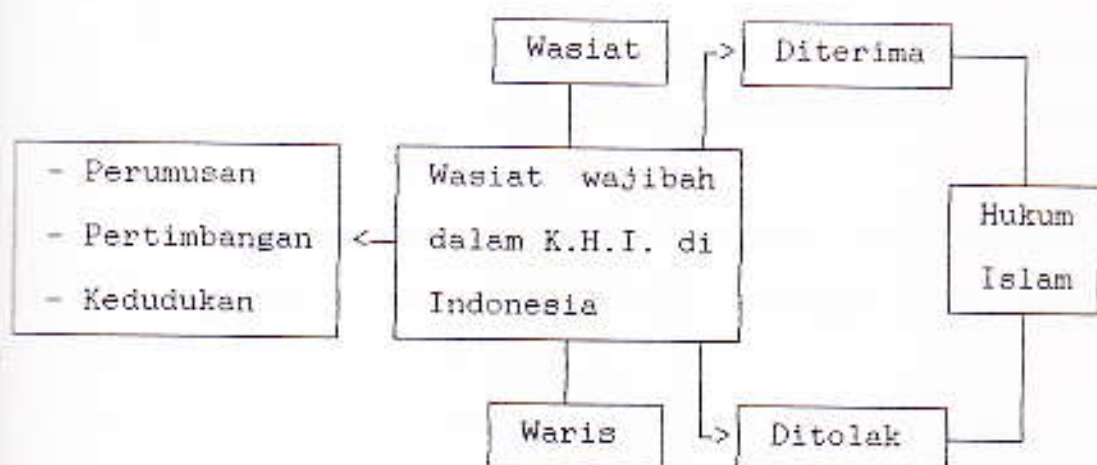 Wasiat
-> Diterima
- Perumusan
- Pertimbangan
- Kedudukan
<-
Wasiat wajibah
dalam K.H.I. di
Indonesia
Hukum
Islam
Waris
-> Ditolak